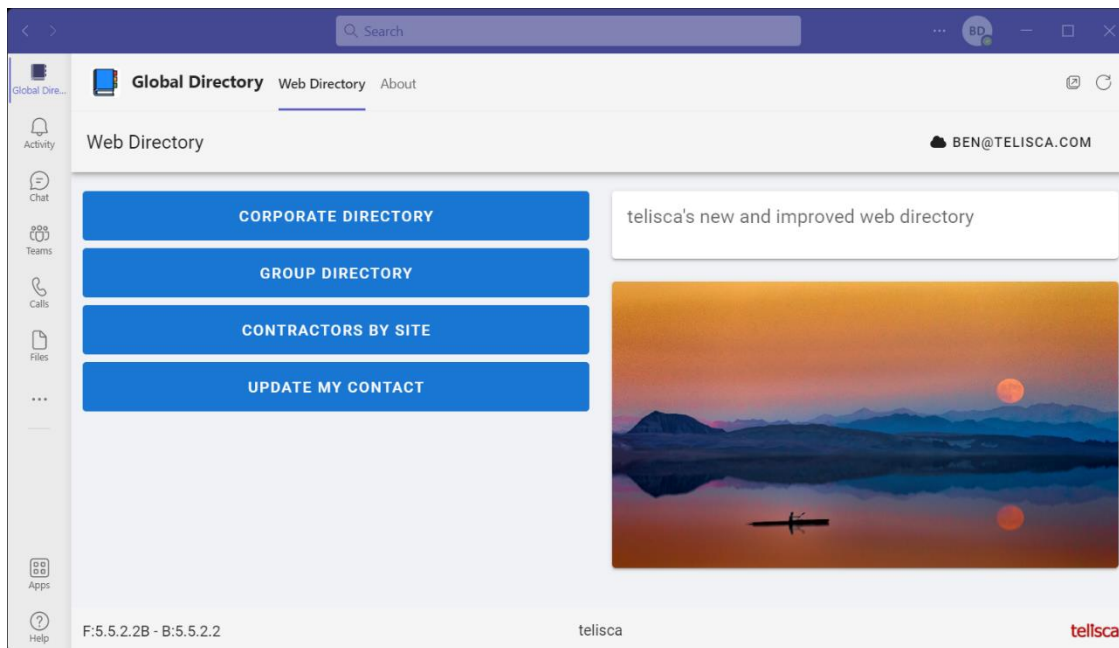 Search
BD
Global Dire...
Global Directory
Web Directory
About
Activity
Web Directory
BEN@TELISCA.COM
Chat
Teams
Calls
Files
CORPORATE DIRECTORY
GROUP DIRECTORY
CONTRACTORS BY SITE
UPDATE MY CONTACT
telisca's new and improved web directory
Apps
Help
F:5.5.2.2B - B:5.5.2.2
telisca
telisca